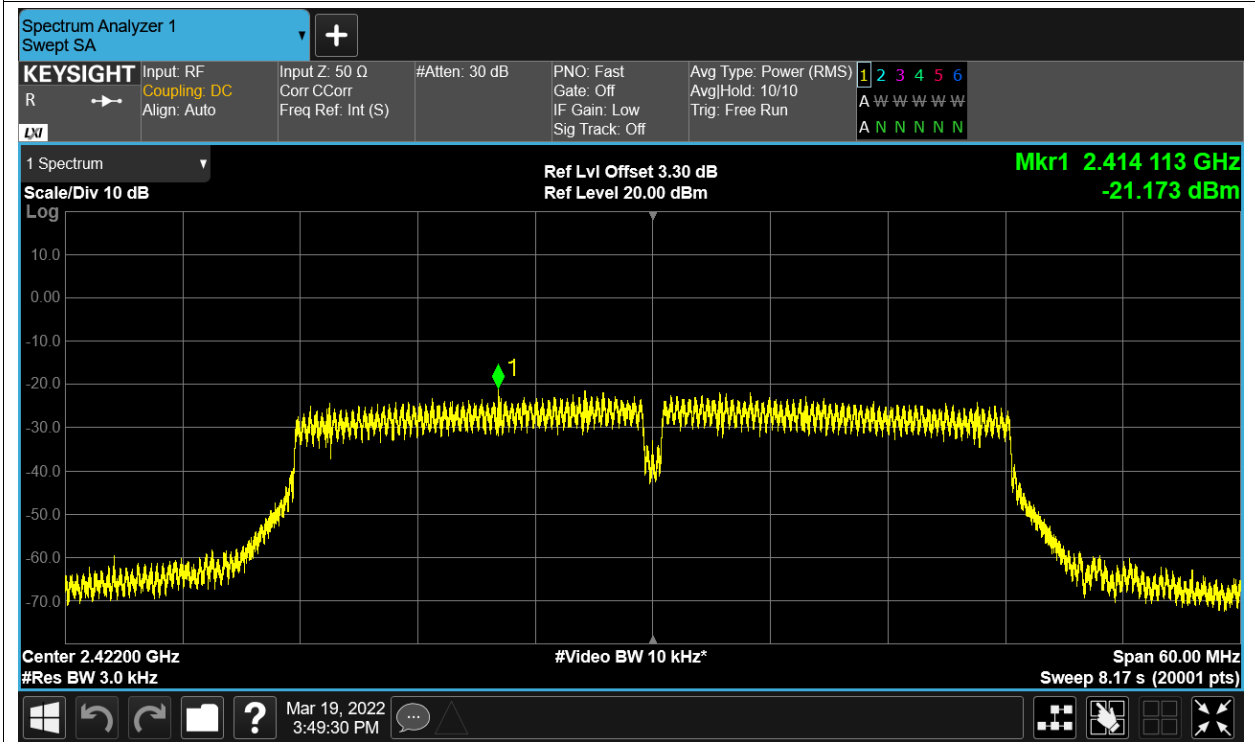 Spectrum Analyzer 1
Swept SA
+
KEYSIGHT
R
LXI
Input: RF
Coupling: DC
Align: Auto
Input Z: 50 Ω
Corr CCorr
Freq Ref: Int (S)
#Atten: 30 dB
PNO: Fast
Gate: Off
IF Gain: Low
Sig Track: Off
Avg Type: Power (RMS)
Avg|Hold: 10/10
Trig: Free Run
1 2 3 4 5 6
A W W W W W
A N N N N N
1 Spectrum
Scale/Div 10 dB
Log
Ref Lvl Offset 3.30 dB
Ref Level 20.00 dBm
Mkr1 2.414 113 GHz
-21.173 dBm
10.0
0.00
-10.0
1
-20.0
-30.0
-40.0
-50.0
-60.0
-70.0
Center 2.42200 GHz
#Video BW 10 kHz*
Span 60.00 MHz
#Res BW 3.0 kHz
Sweep 8.17 s (20001 pts)
?
Mar 19, 2022
3:49:30 PM